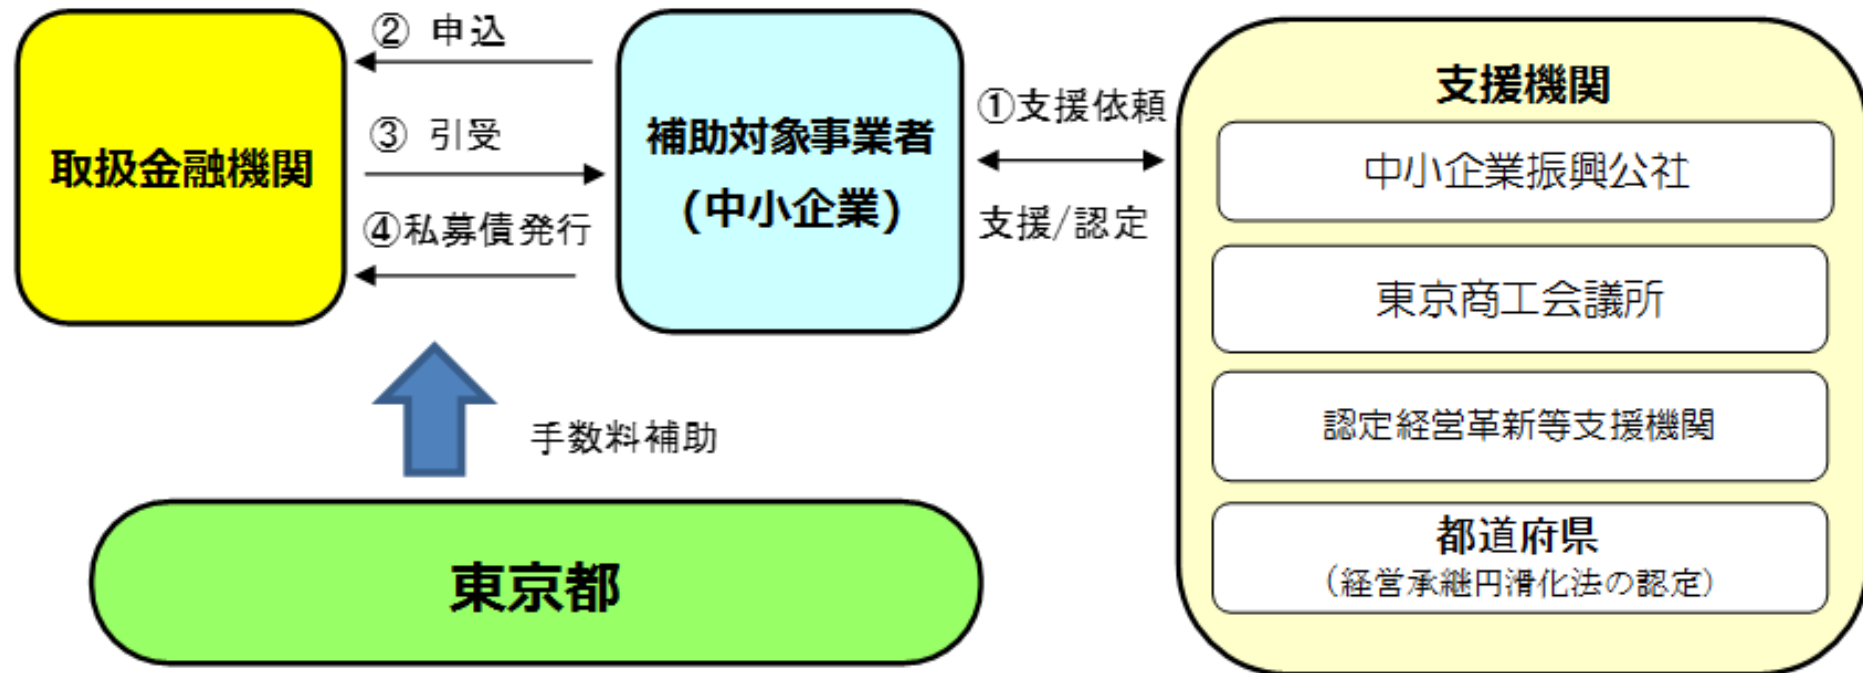 ② 申込
③ 引受
④私募債発行
取扱金融機関
補助対象事業者
(中小企業)
①支援依頼
支援/認定
支援機関
中小企業振興公社
東京商工会議所
認定経営革新等支援機関
都道府県
（経営承継円滑化法の認定）
手数料補助
東京都